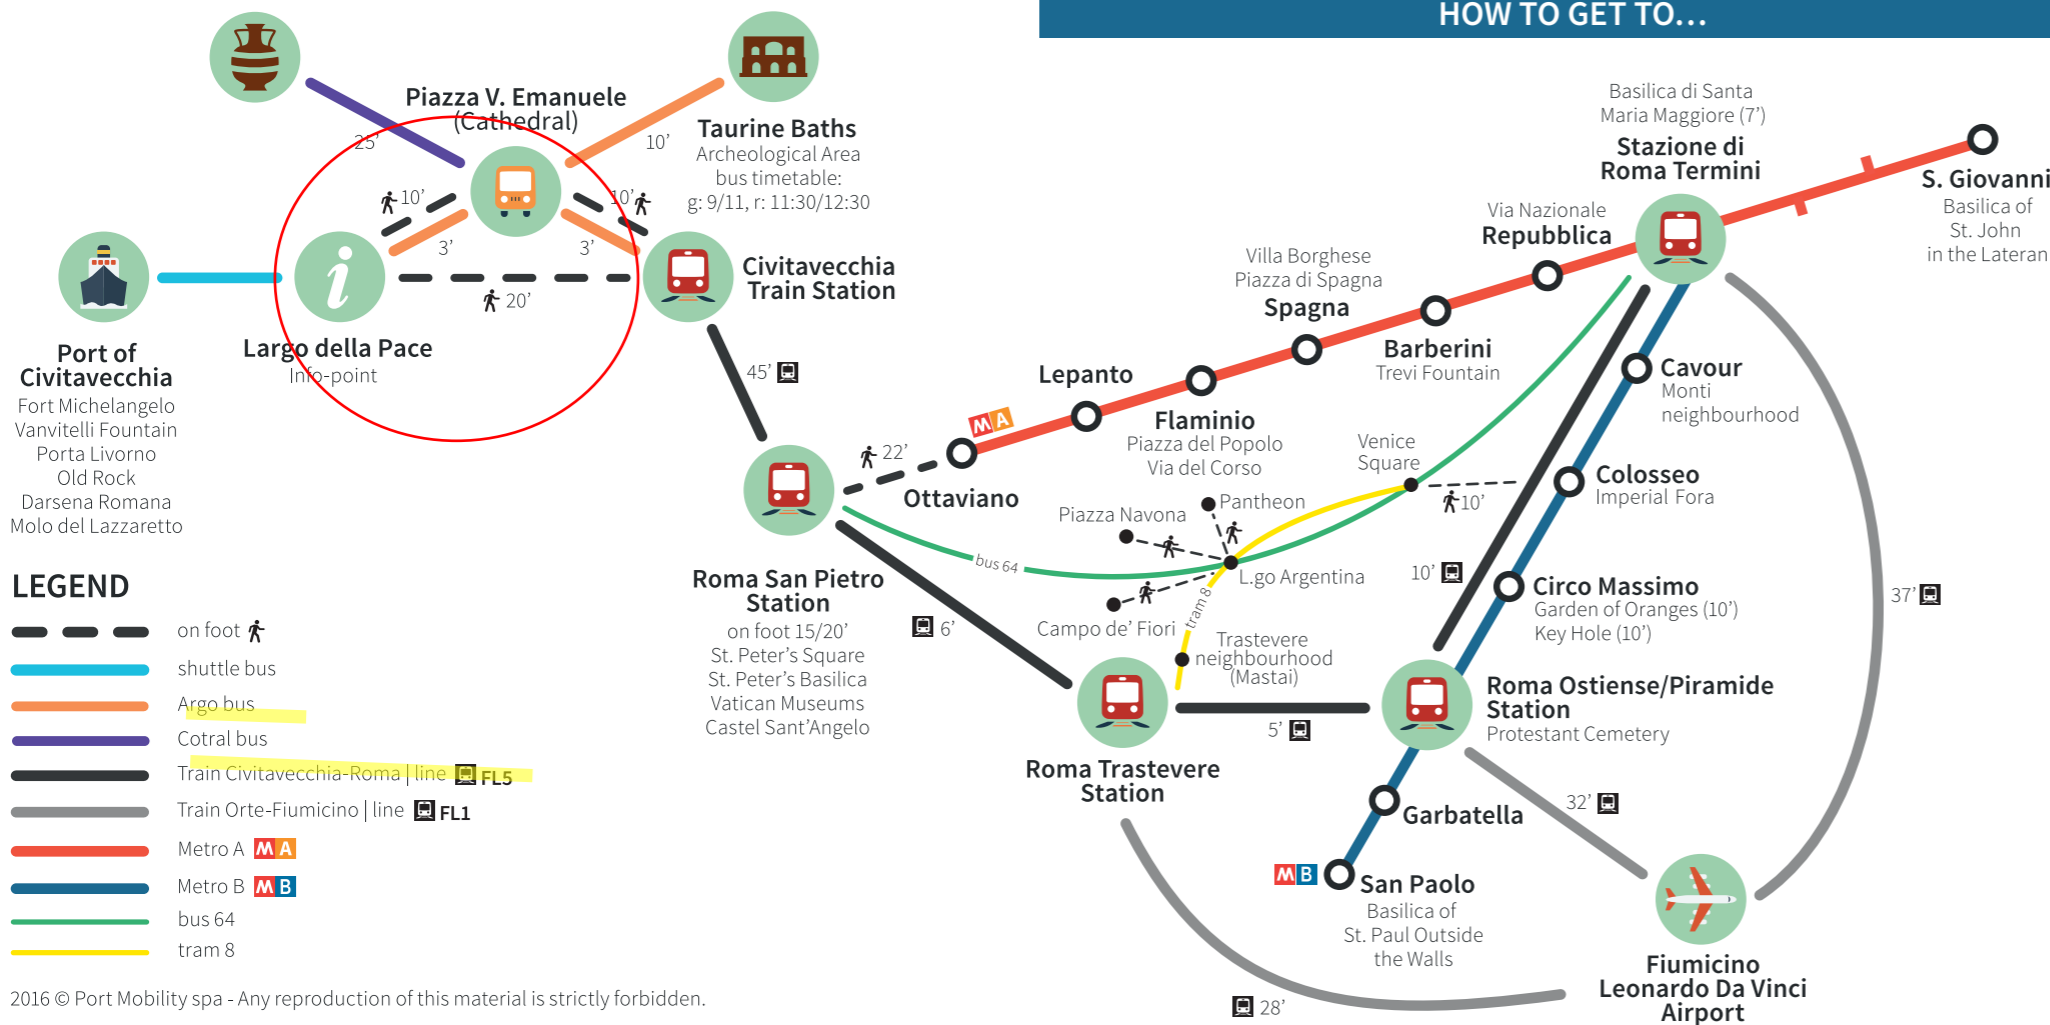 HOW TO GET TO...
Piazza V. Emanuele
(Cathedral)
25’
10’
Taurine Baths
Archeological Area
bus timetable:
g: 9/11, r: 11:30/12:30
10’
10’
3’
3’
20’
Port of
Civitavecchia
Fort Michelangelo
Vanvitelli Fountain
Porta Livorno
Old Rock
Darsena Romana
Molo del Lazzaretto
i
Largo della Pace
Info-point
Civitavecchia
Train Station
45’
Roma San Pietro
Station
on foot 15/20’
St. Peter’s Square
St. Peter’s Basilica
Vatican Museums
Castel Sant’Angelo
22’
MA
Ottaviano
Lepanto
Flaminio
Piazza del Popolo
Via del Corso
Villa Borghese
Piazza di Spagna
Spagna
Barberini
Trevi Fountain
Via Nazionale
Repubblica
Basilica di Santa
Maria Maggiore (7’)
Stazione di
Roma Termini
S. Giovanni
Basilica of
St. John
in the Lateran
Cavour
Monti
neighbourhood
Venice
Square
10’
Colosseo
Imperial Fora
Pantheon
Piazza Navona
L.go Argentina
Campo de’ Fiori
bus 64
tram 8
Trastevere
neighbourhood
(Mastai)
10’
Circo Massimo
Garden of Oranges (10’)
Key Hole (10’)
37’
6’
Roma Trastevere
Station
5’
Roma Ostiense/Piramide
Station
Protestant Cemetery
32’
Garbatella
MB
San Paolo
Basilica of
St. Paul Outside
the Walls
28’
Fiumicino
Leonardo Da Vinci
Airport
LEGEND
on foot
shuttle bus
Argo bus
Cotral bus
Train Civitavecchia-Roma | line FL5
Train Orte-Fiumicino | line FL1
Metro A MA
Metro B MB
bus 64
tram 8
2016 © Port Mobility spa - Any reproduction of this material is strictly forbidden.